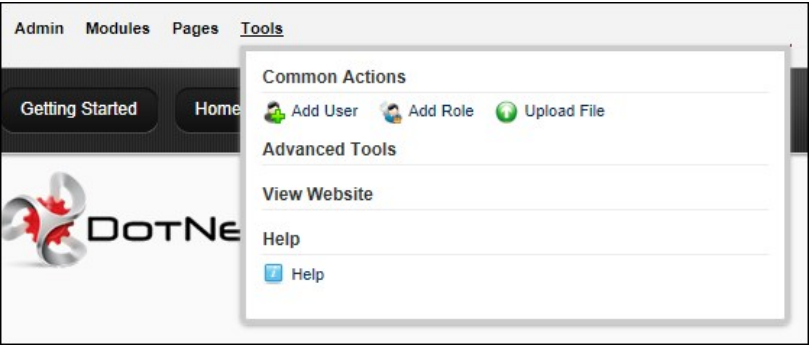 Admin Modules Pages Tools
Getting Started Home
Common Actions
Add User Add Role Upload File
Advanced Tools
View Website
Help
Help
DOTNE